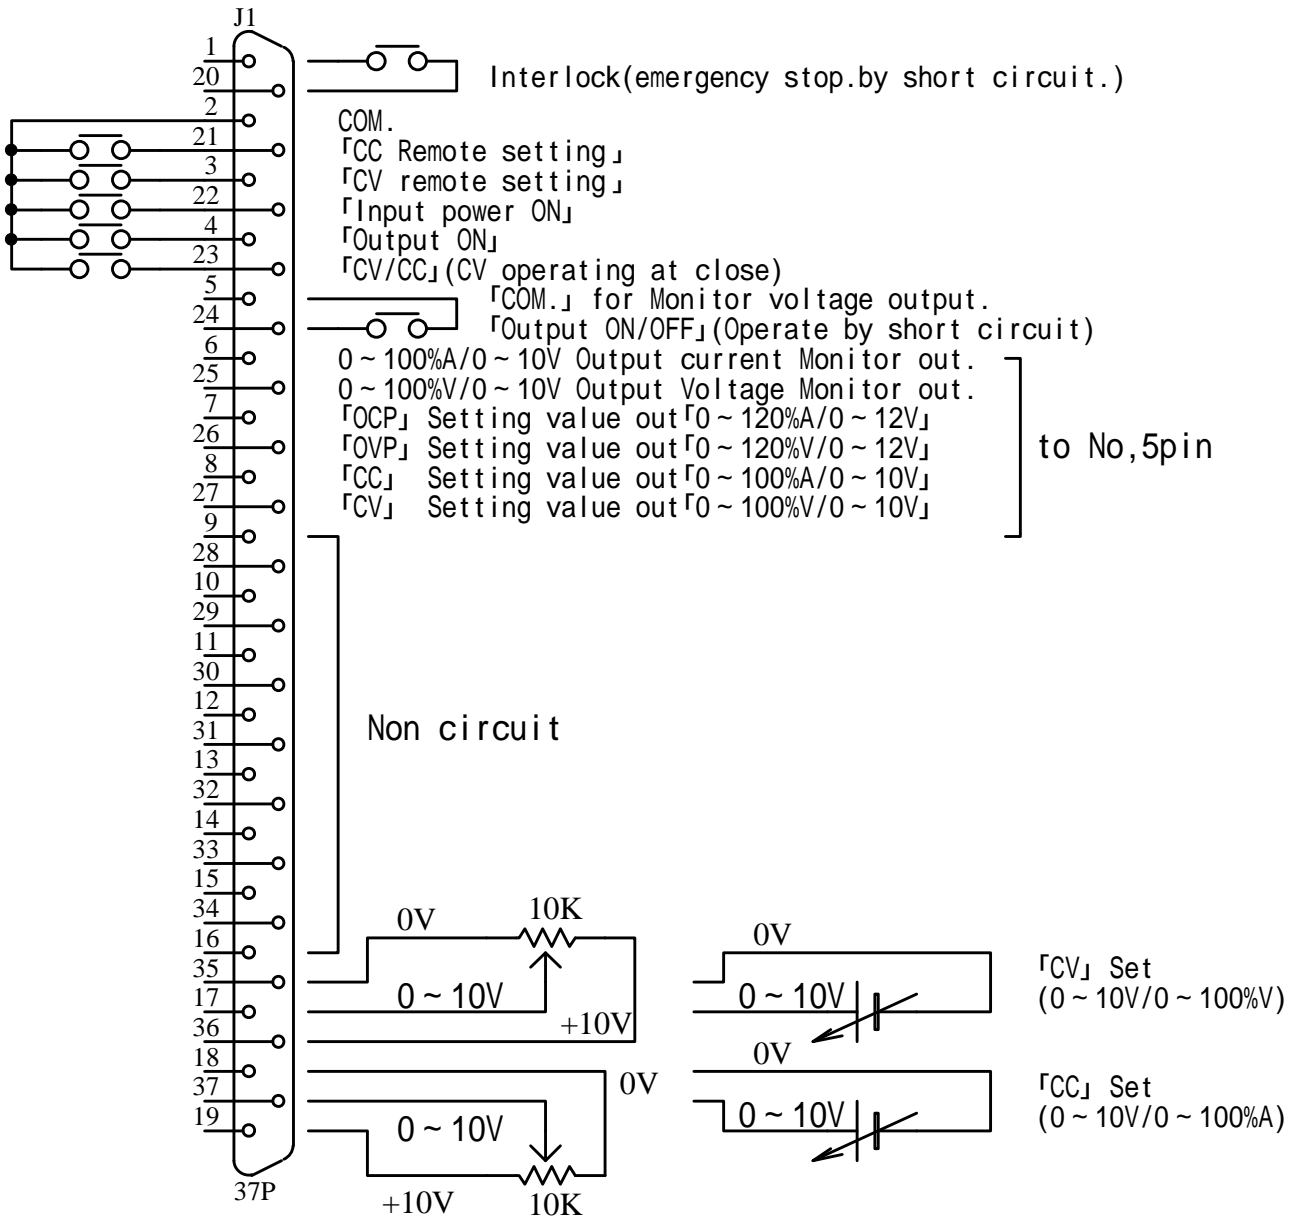 J1
1
20
Interlock(emergency stop.by short circuit.)
2
COM.
21
「CC Remote setting」
3
「CV remote setting」
22
「Input power ON」
4
「Output ON」
23
「CV/CC」(CV operating at close)
5
「COM.」 for Monitor voltage output.
24
「Output ON/OFF」(Operate by short circuit)
6
0~100%A/0~10V Output current Monitor out.
25
0~100%V/0~10V Output Voltage Monitor out.
7
「OCP」 Setting value out「0~120%A/0~12V」
26
「OVP」 Setting value out「0~120%V/0~12V」
to No,5pin
8
「CC」 Setting value out「0~100%A/0~10V」
27
「CV」 Setting value out「0~100%V/0~10V」
9
28
10
29
11
30
12
31
Non circuit
13
32
14
33
15
34
0V
10K
16
0V
35
「CV」 Set
17
0~10V
0~10V
(0~10V/0~100%V)
36
+10V
18
0V
37
0V
「CC」 Set
19
0~10V
0~10V
(0~10V/0~100%A)
37P
+10V
10K